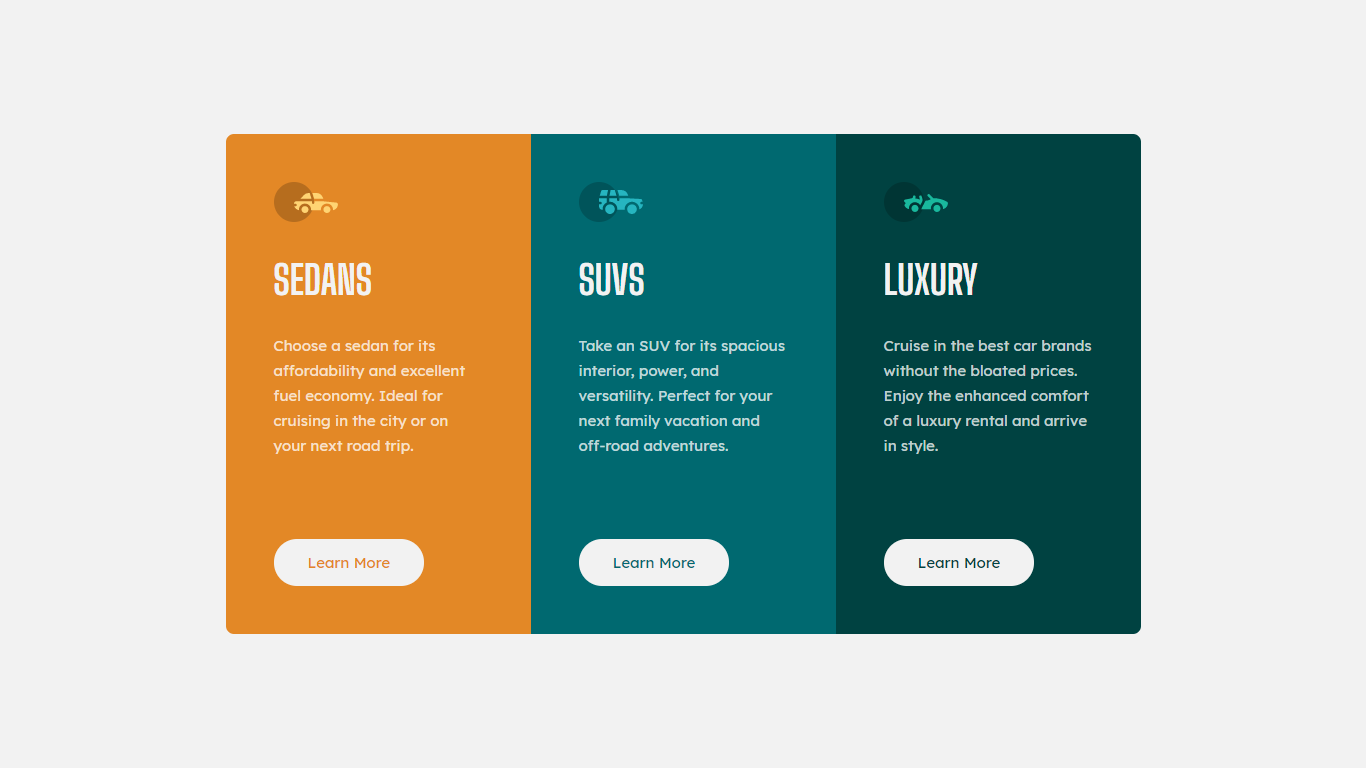 SEDANS
Choose a sedan for its
affordability and excellent
fuel economy. Ideal for
cruising in the city or on
your next road trip.
Learn More
SUVS
Take an SUV for its spacious
interior, power, and
versatility. Perfect for your
next family vacation and
off-road adventures.
Learn More
LUXURY
Cruise in the best car brands
without the bloated prices.
Enjoy the enhanced comfort
of a luxury rental and arrive
in style.
Learn More